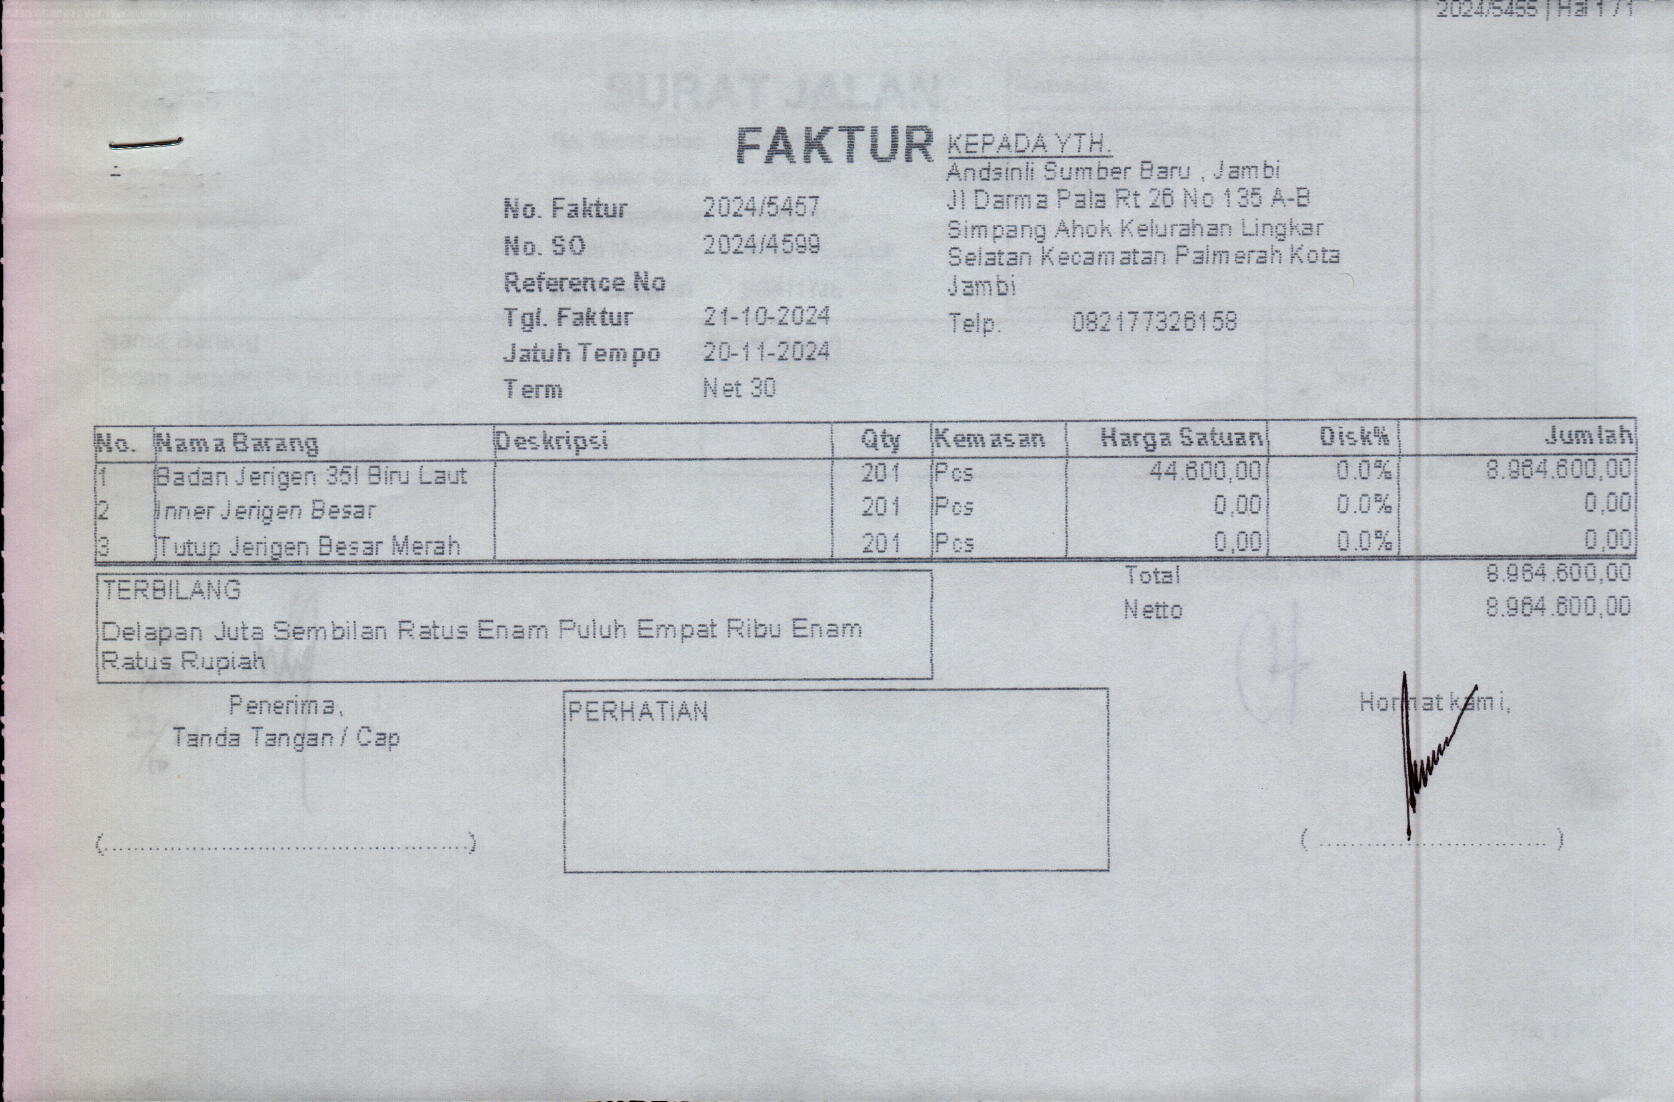 2024/5455 | Hal 1 / 1
FAKTUR
KEPADA YTH.
Andsinli Sumber Baru , Jambi
Jl Darma Pala Rt 26 No 135 A-B
Simpang Ahok Kelurahan Lingkar
Selatan Kecamatan Palmerah Kota
Jambi
Telp. 082177326158
No. Faktur 2024/5457
No. SO 2024/4599
Reference No
Tgl. Faktur 21-10-2024
Jatuh Tempo 20-11-2024
Term Net 30
No. Nama Barang Deskripsi Qty Kemasan Harga Satuan Disk% Jumlah
1 Badan Jerigen 35l Biru Laut 201 Pcs 44.600,00 0.0% 8.964.600,00
2 Inner Jerigen Besar 201 Pcs 0,00 0.0% 0,00
3 Tutup Jerigen Besar Merah 201 Pcs 0,00 0.0% 0,00
Total 8.964.600,00
Netto 8.964.600,00
TERBILANG
Delapan Juta Sembilan Ratus Enam Puluh Empat Ribu Enam
Ratus Rupiah
Penerima,
Tanda Tangan / Cap
(..............................................)
PERHATIAN
Hormat kami,
( ............................. )
SURAT JALAN